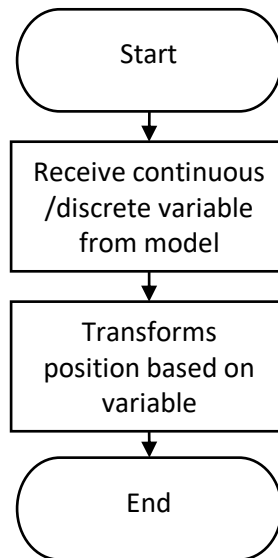 Start
Receive continuous
/discrete variable
from model
Transforms
position based on
variable
End